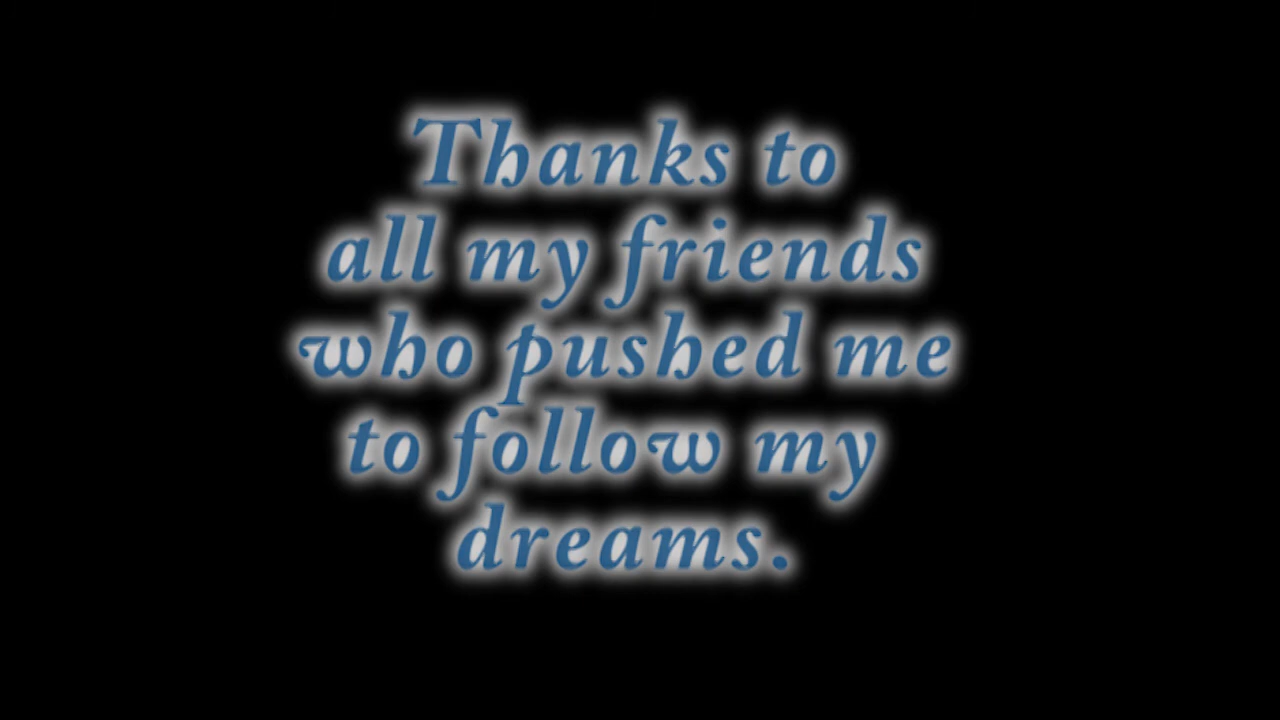 Thanks to
all my friends
who pushed me
to follow my
dreams.